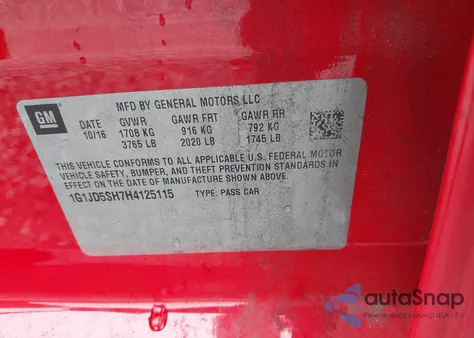 GM
MFD BY GENERAL MOTORS LLC
DATE GVWR GAWR FRT GAWR RR
10/16 1708 KG 916 KG 792 KG
3765 LB 2020 LB 1745 LB
THIS VEHICLE CONFORMS TO ALL APPLICABLE U.S. FEDERAL MOTOR
VEHICLE SAFETY, BUMPER, AND THEFT PREVENTION STANDARDS IN
EFFECT ON THE DATE OF MANUFACTURE SHOWN ABOVE.
1G1JD5SH7H4125115 TYPE: PASS CAR
autoSnap